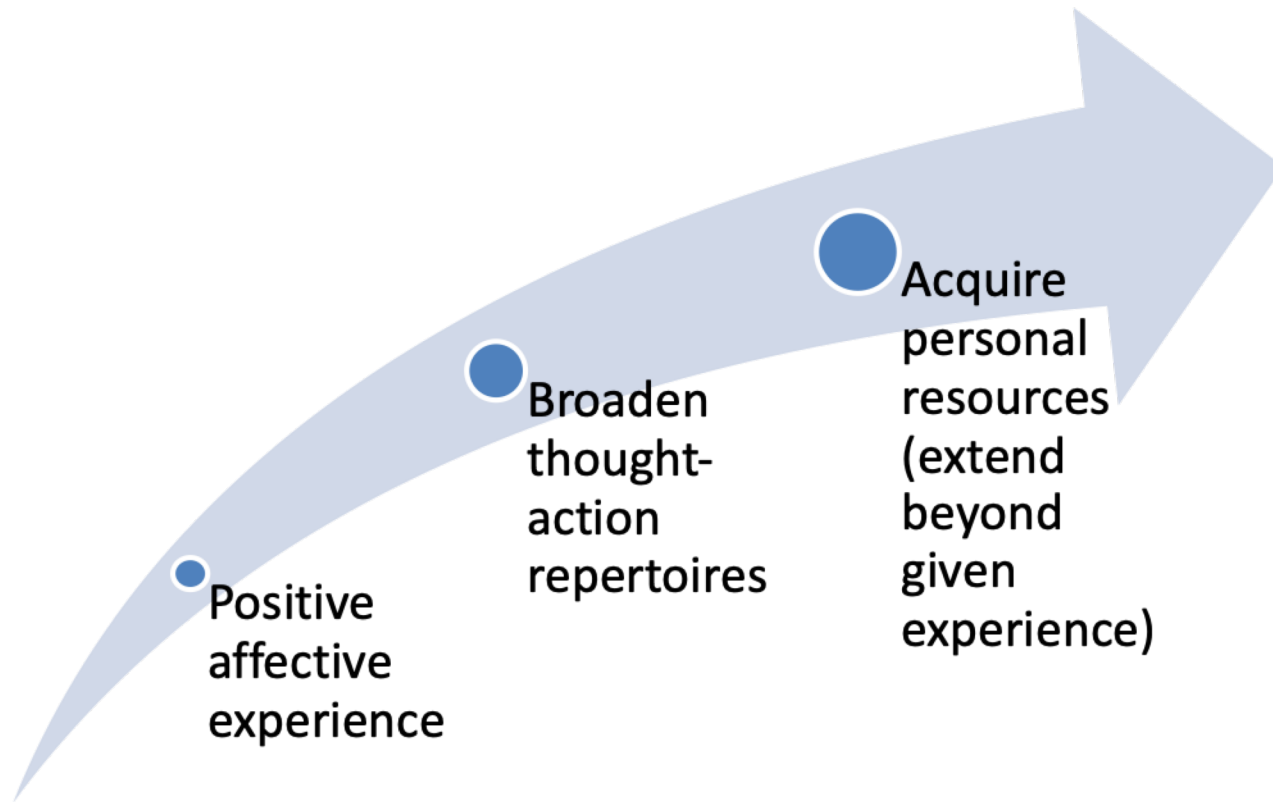 Positive
affective
experience
Broaden
thought-
action
repertoires
Acquire
personal
resources
(extend
beyond
given
experience)